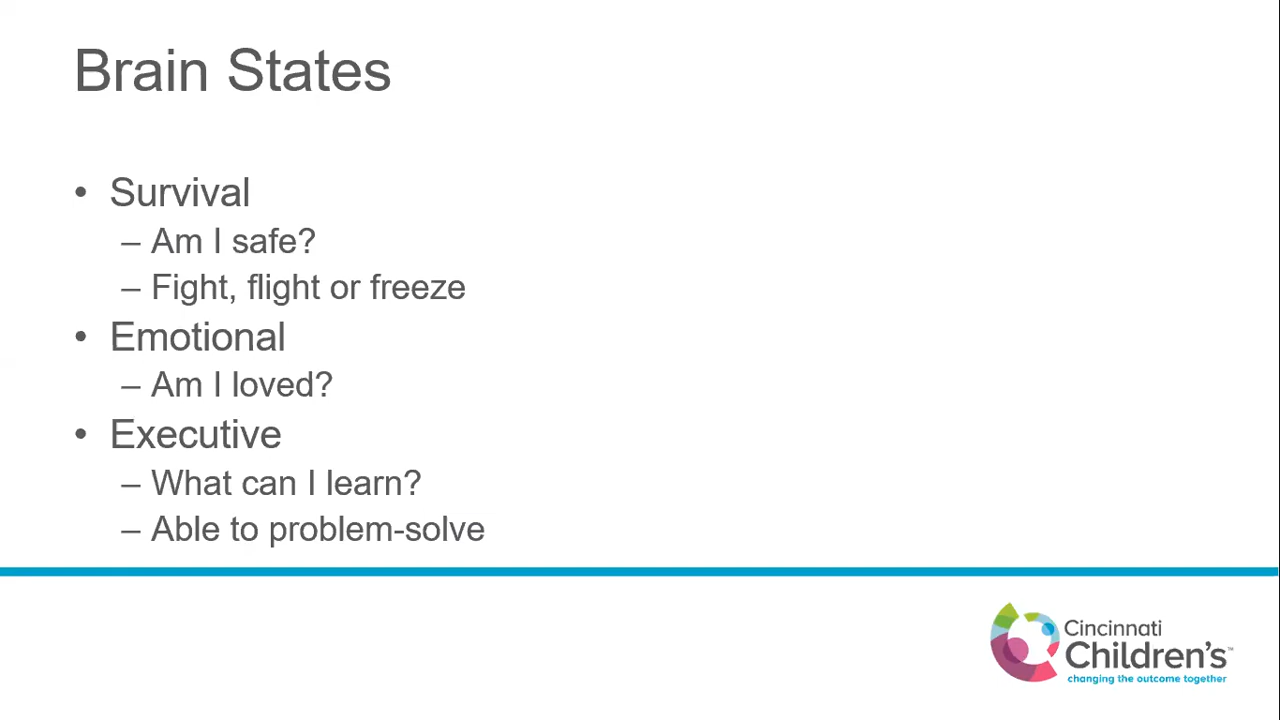 Brain States
• Survival
– Am I safe?
– Fight, flight or freeze
• Emotional
– Am I loved?
• Executive
– What can I learn?
– Able to problem-solve
Cincinnati
Children's™
changing the outcome together